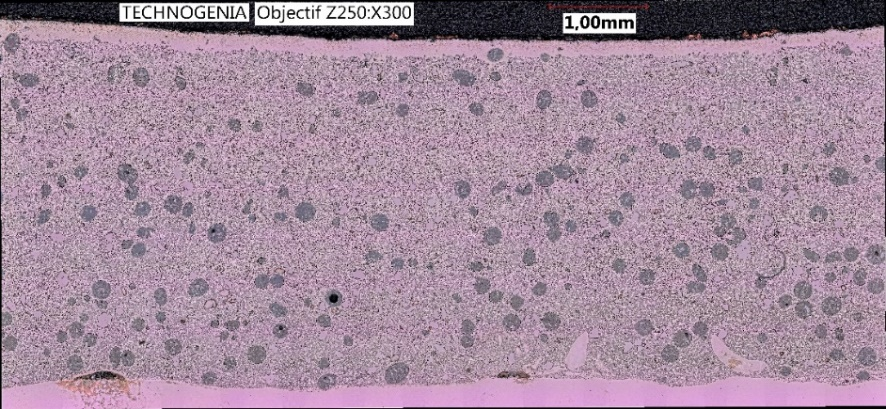 TECHNOGENIA Objectif Z250:X300
1,00mm